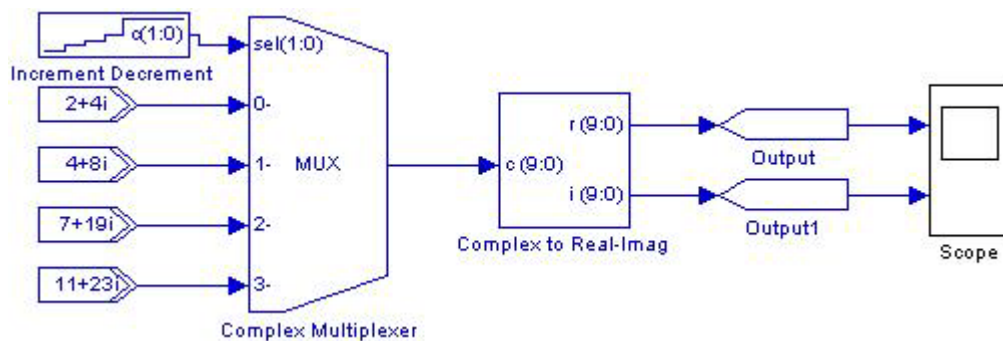 c(1:0)
Increment Decrement
sel(1:0)
2+4i
0-
4+8i
1-
MUX
7+19i
2-
11+23i
3-
Complex Multiplexer
c (9:0)
r (9:0)
i (9:0)
Complex to Real-Imag
Output
Output1
Scope